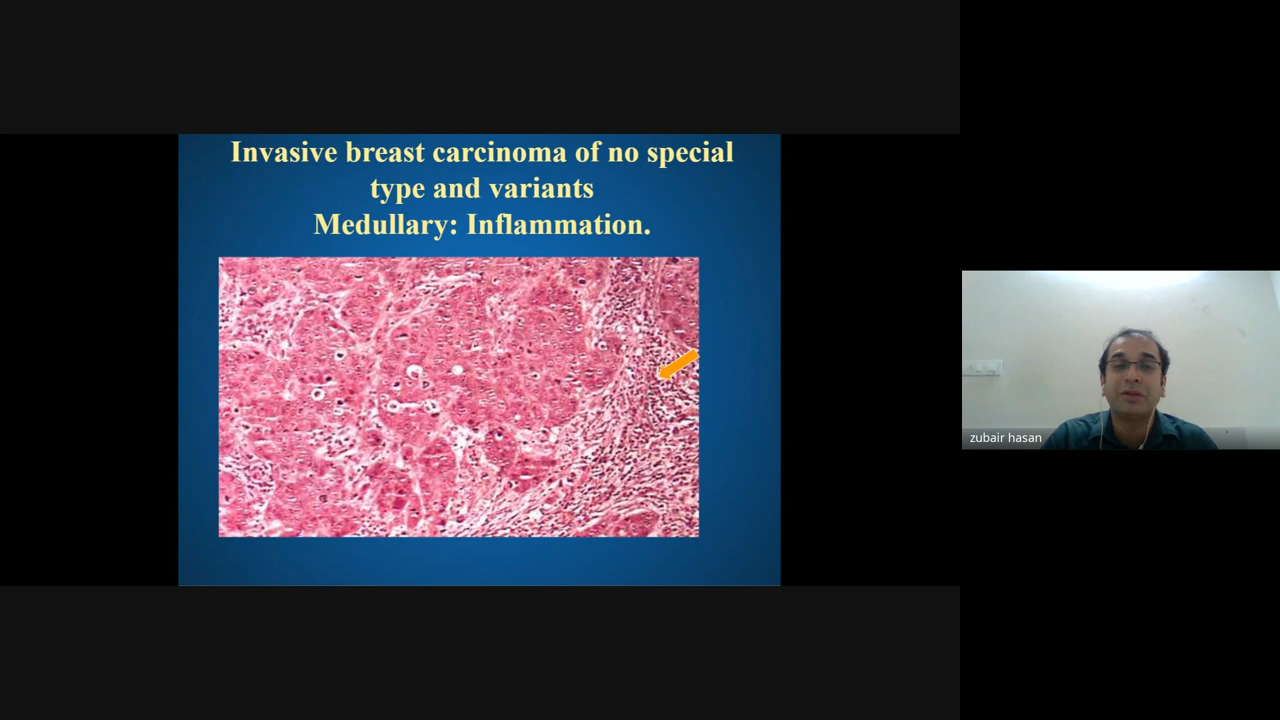 Invasive breast carcinoma of no special
type and variants
Medullary: Inflammation.
zubair hasan